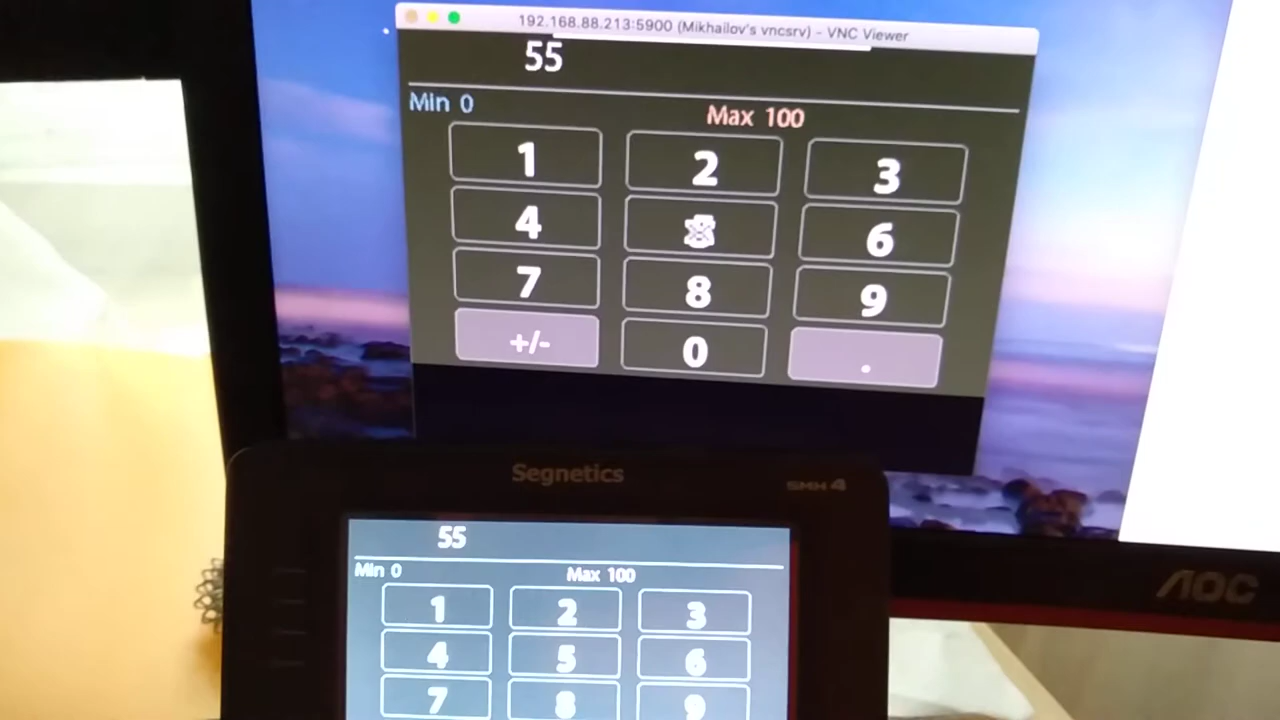 192.168.88.213:5900 (Mikhailov's vncsrv) - VNC Viewer
55
Min 0
Max 100
1 2 3
4 5 6
7 8 9
+/- 0 .
Segnetics
SMH 4
55
Min 0
Max 100
1 2 3
4 5 6
7 8 9
AOC